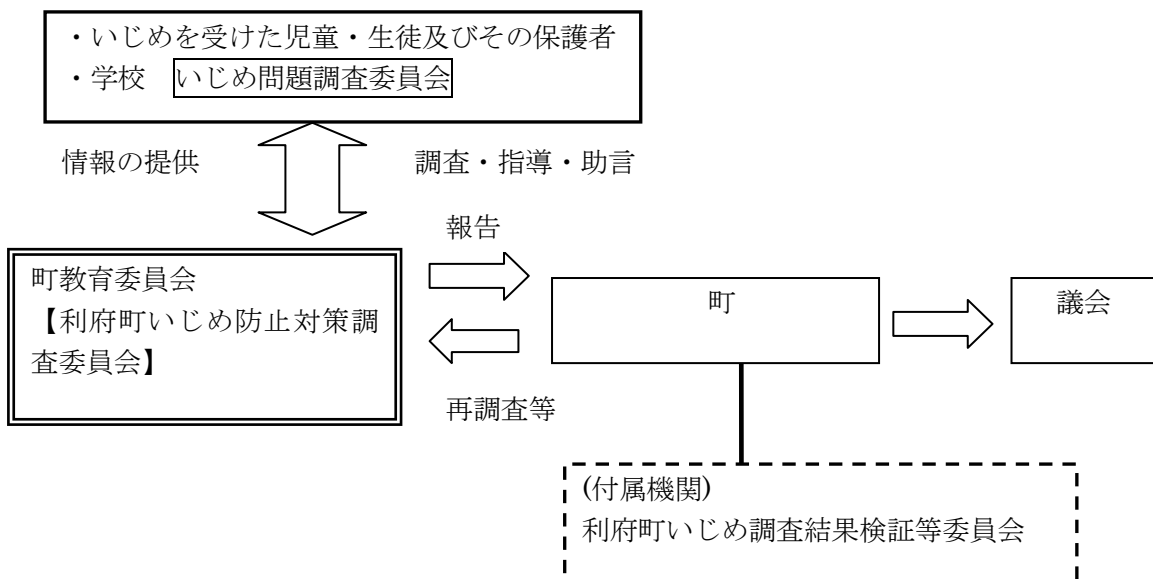 ・いじめを受けた児童・生徒及びその保護者
・学校　いじめ問題調査委員会
情報の提供
調査・指導・助言
報告
町教育委員会
【利府町いじめ防止対策調
査委員会】
町
議会
再調査等
(付属機関)
利府町いじめ調査結果検証等委員会